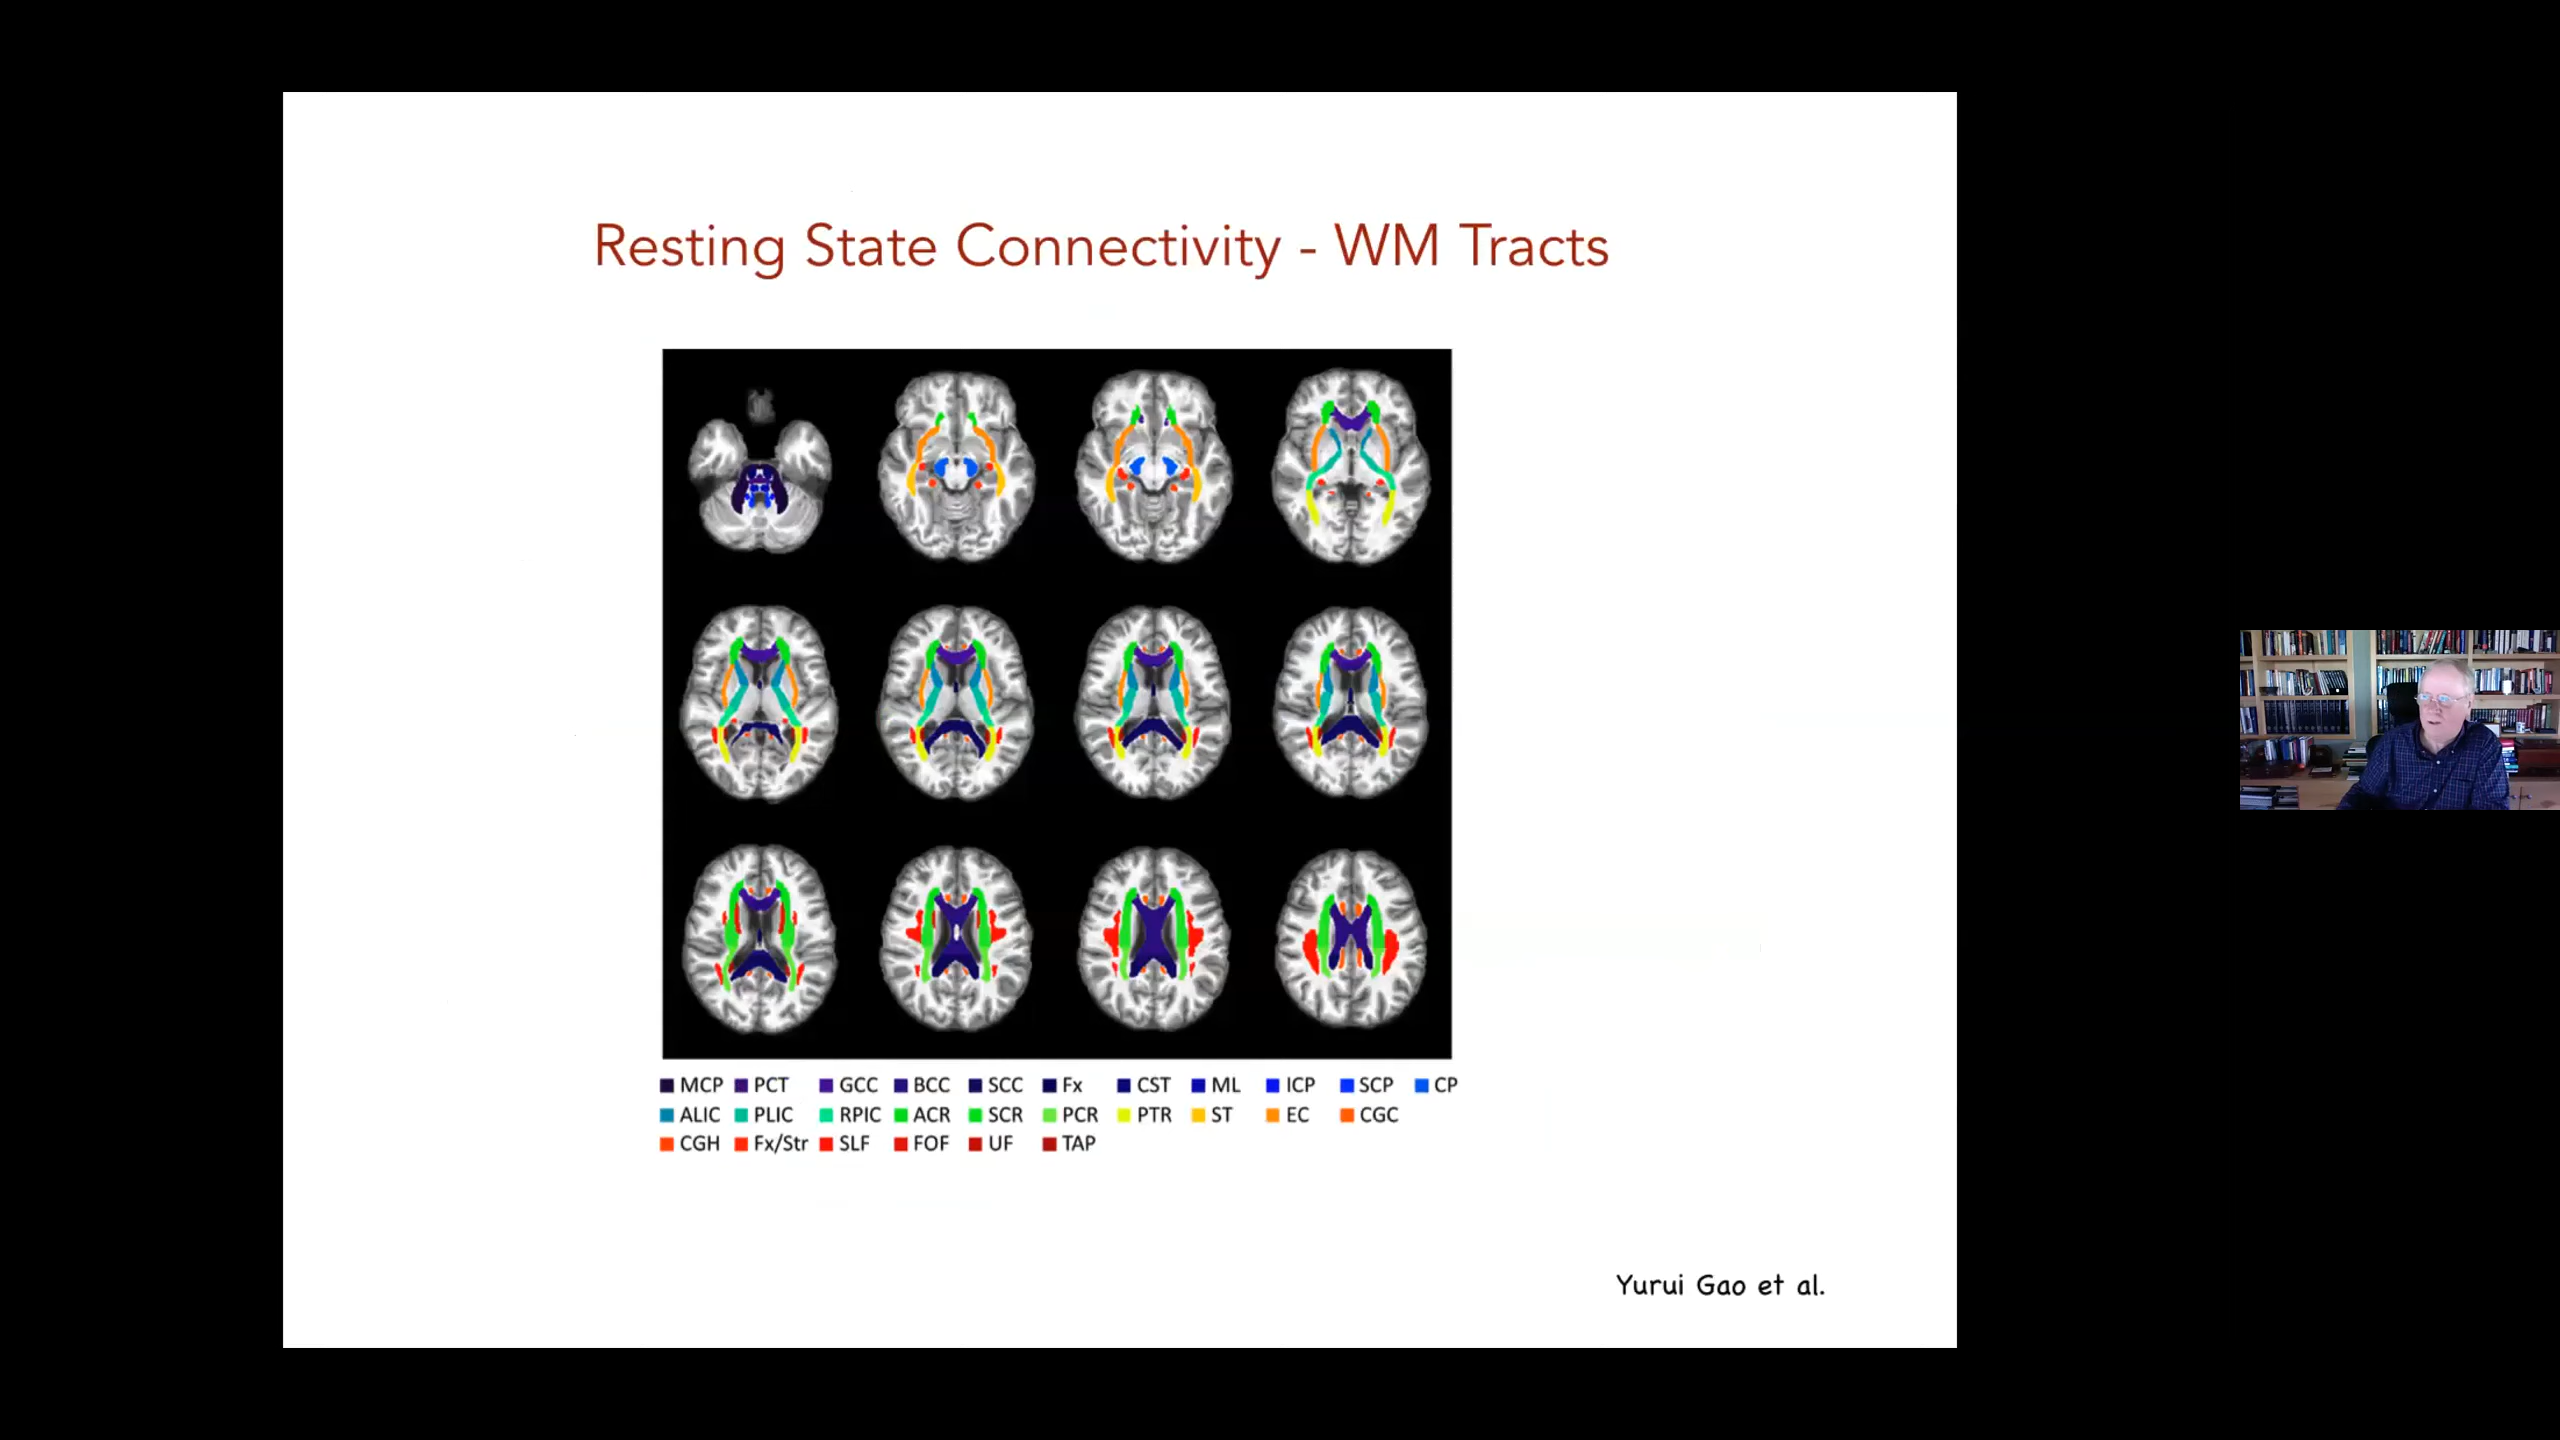 Resting State Connectivity - WM Tracts
MCP PCT GCC BCC SCC Fx CST ML ICP SCP CP
ALIC PLIC RPIC ACR SCR PCR PTR ST EC CGC
CGH Fx/Str SLF FOF UF TAP
Yurui Gao et al.